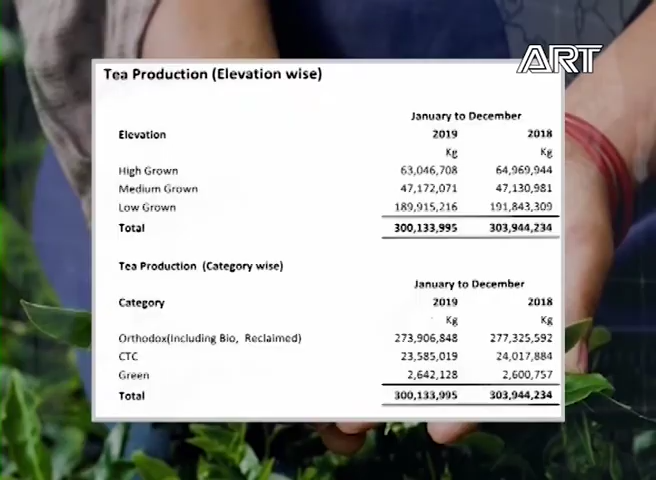 ART
Tea Production (Elevation wise)
January to December
Elevation 2019 2018
Kg Kg
High Grown 63,046,708 64,969,944
Medium Grown 47,172,071 47,130,981
Low Grown 189,915,216 191,843,309
Total 300,133,995 303,944,234
Tea Production (Category wise)
January to December
Category 2019 2018
Kg Kg
Orthodox(Including Bio, Reclaimed) 273,906,848 277,325,592
CTC 23,585,019 24,017,884
Green 2,642,128 2,600,757
Total 300,133,995 303,944,234